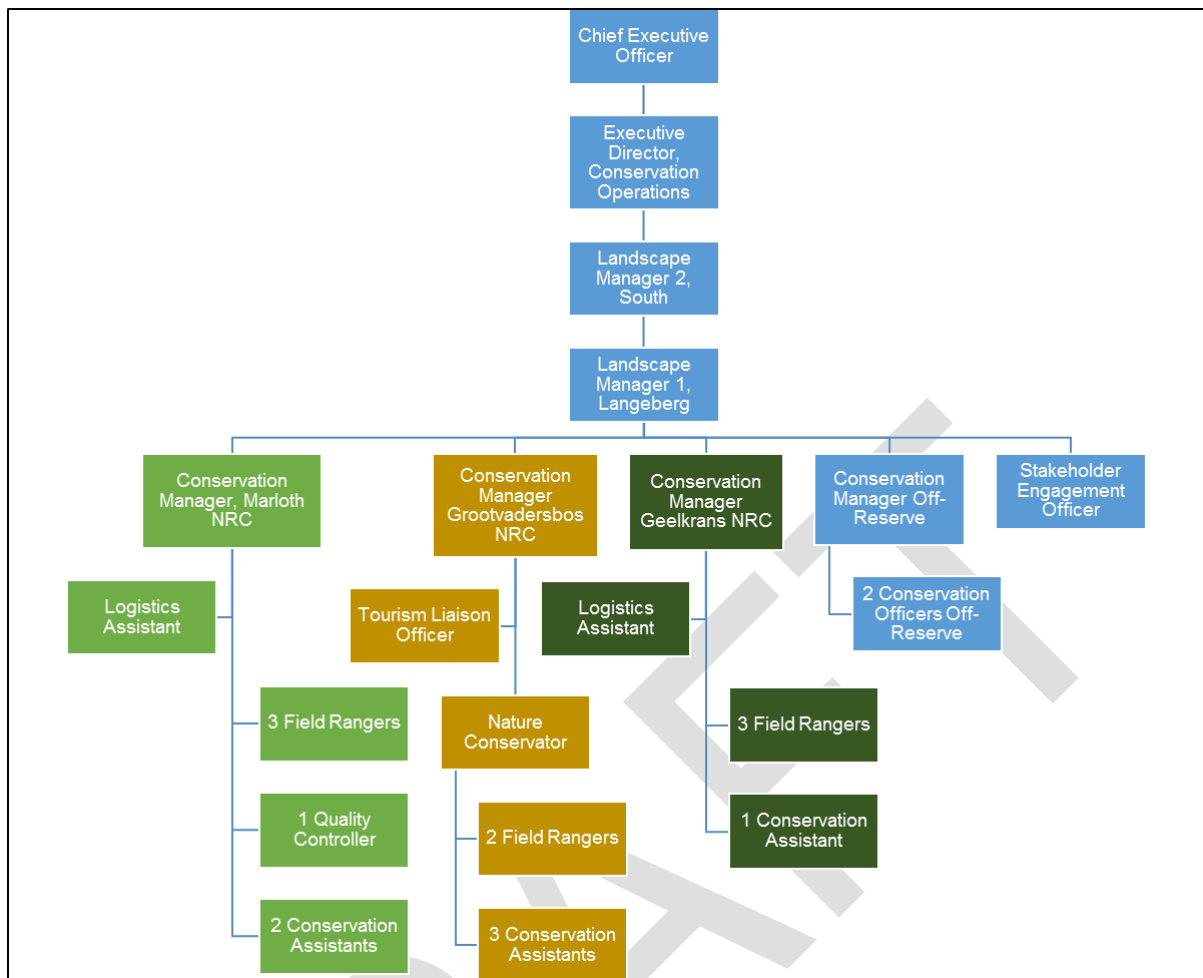 Chief Executive
Officer
Executive
Director,
Conservation
Operations
Landscape
Manager 2,
South
Landscape
Manager 1,
Langeberg
Conservation
Manager, Marloth
NRC
Conservation
Manager
Grootvadersbos
NRC
Conservation
Manager
Geelkrans NRC
Conservation
Manager Off-
Reserve
Stakeholder
Engagement
Officer
Logistics
Assistant
Tourism Liaison
Officer
Logistics
Assistant
2 Conservation
Officers Off-
Reserve
3 Field Rangers
Nature
Conservator
3 Field Rangers
1 Quality
Controller
2 Field Rangers
1 Conservation
Assistant
2 Conservation
Assistants
3 Conservation
Assistants